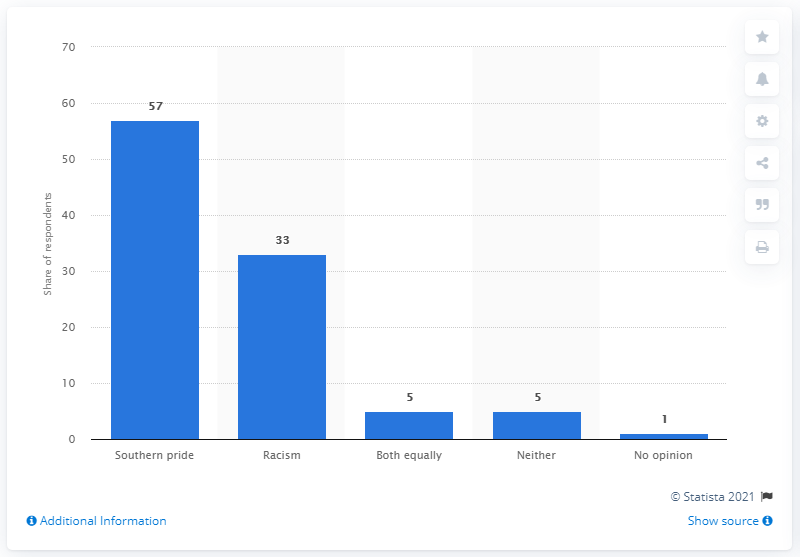 70
60
57
50
40
Share of respondents
33
30
20
10
5
5
1
0
Southern pride
Racism
Both equally
Neither
No opinion
© Statista 2021
Additional Information
Show source